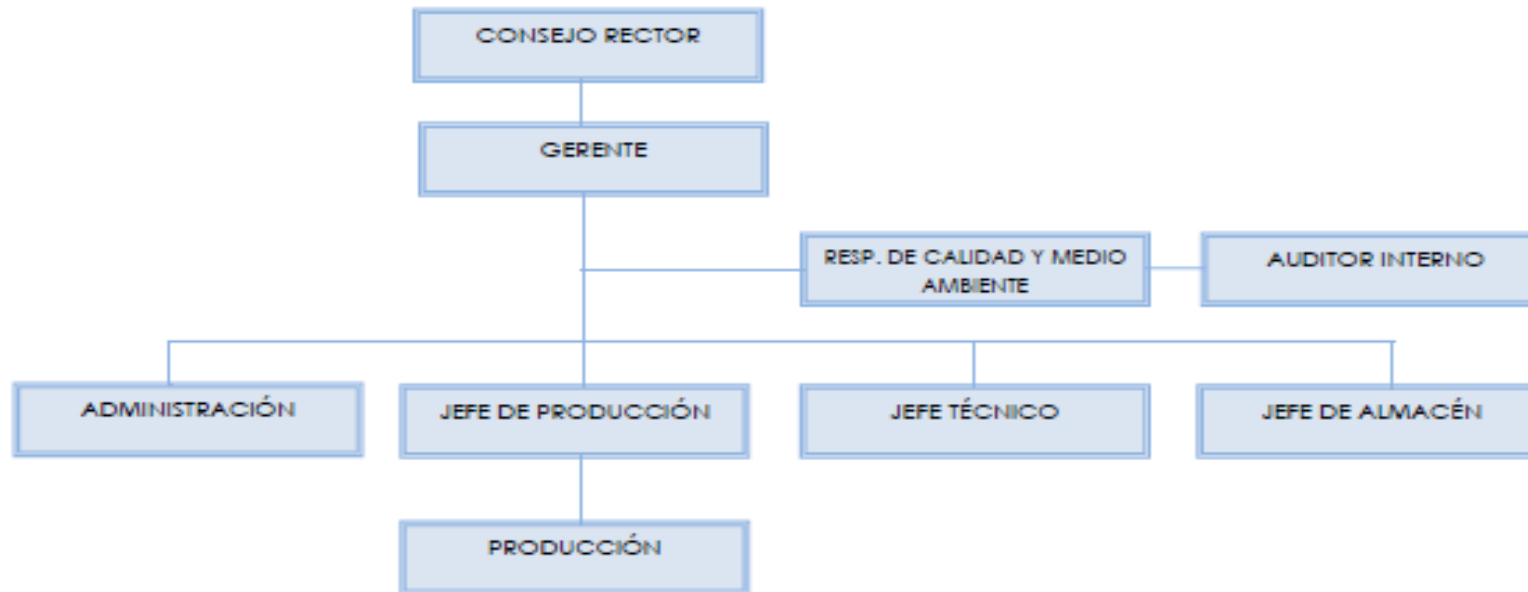 CONSEJO RECTOR
GERENTE
RESP. DE CALIDAD Y MEDIO
AMBIENTE
AUDITOR INTERNO
ADMINISTRACIÓN
JEFE DE PRODUCCIÓN
JEFE TÉCNICO
JEFE DE ALMACÉN
PRODUCCIÓN